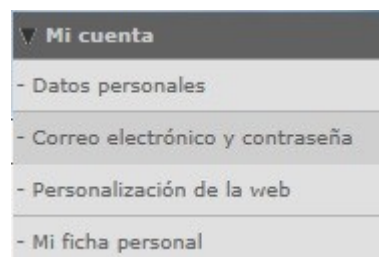 ▼ Mi cuenta
- Datos personales
- Correo electrónico y contraseña
- Personalización de la web
- Mi ficha personal